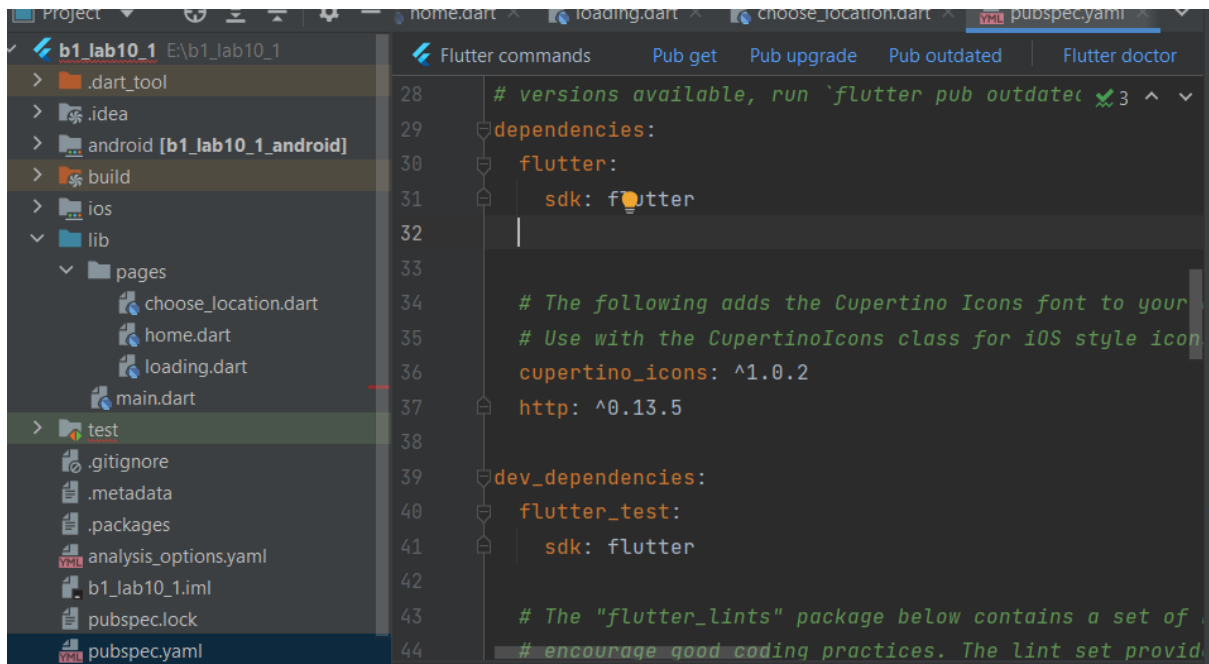 Project
home.dart
loading.dart
choose_location.dart
pubspec.yaml
b1_lab10_1 E:\b1_lab10_1
.dart_tool
.idea
android [b1_lab10_1_android]
build
ios
lib
pages
choose_location.dart
home.dart
loading.dart
main.dart
test
.gitignore
.metadata
.packages
analysis_options.yaml
b1_lab10_1.iml
pubspec.lock
pubspec.yaml
Flutter commands Pub get Pub upgrade Pub outdated Flutter doctor
28 # versions available, run `flutter pub outdated 3
29 dependencies:
30 flutter:
31 sdk: flutter
32
33
34 # The following adds the Cupertino Icons font to your
35 # Use with the CupertinoIcons class for iOS style icon
36 cupertino_icons: ^1.0.2
37 http: ^0.13.5
38
39 dev_dependencies:
40 flutter_test:
41 sdk: flutter
42
43 # The "flutter_lints" package below contains a set of
44 # encourage good coding practices. The lint set provid